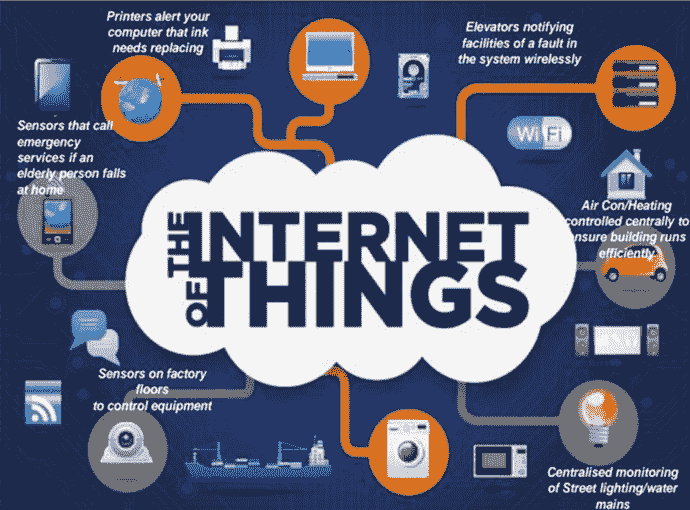 Printers alert your
computer that ink
needs replacing
Elevators notifying
facilities of a fault in
the system wirelessly
WiFi
Sensors that call
emergency
services if an
elderly person falls
at home
Air Con/Heating
controlled centrally to
ensure building runs
efficiently
THE INTERNET
OF THINGS
Sensors on factory
floors
to control equipment
Centralised monitoring
of Street lighting/water
mains